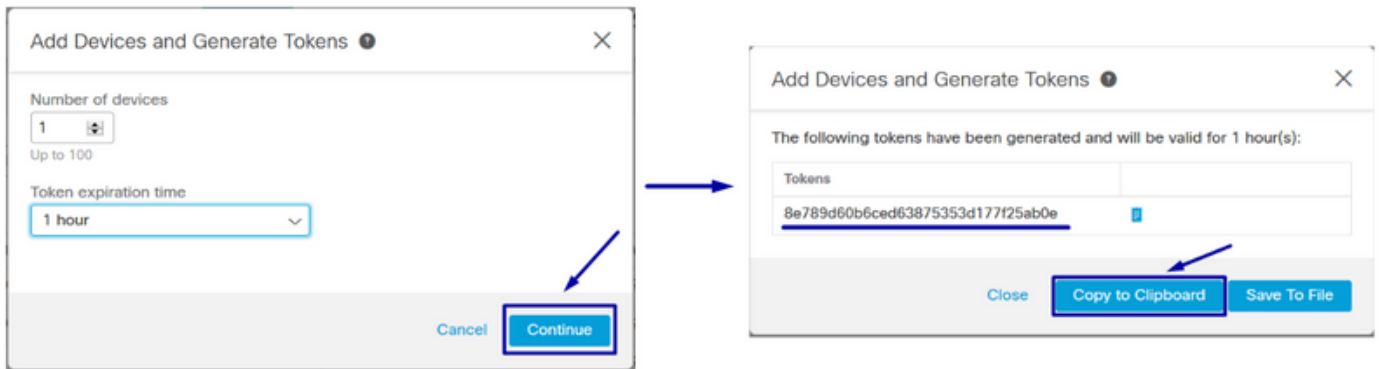 Add Devices and Generate Tokens ?
Number of devices
1
Up to 100
Token expiration time
1 hour
Cancel
Continue
Add Devices and Generate Tokens ?
The following tokens have been generated and will be valid for 1 hour(s):
Tokens
8e789d60b6ced63875353d177f25ab0e
Close
Copy to Clipboard
Save To File